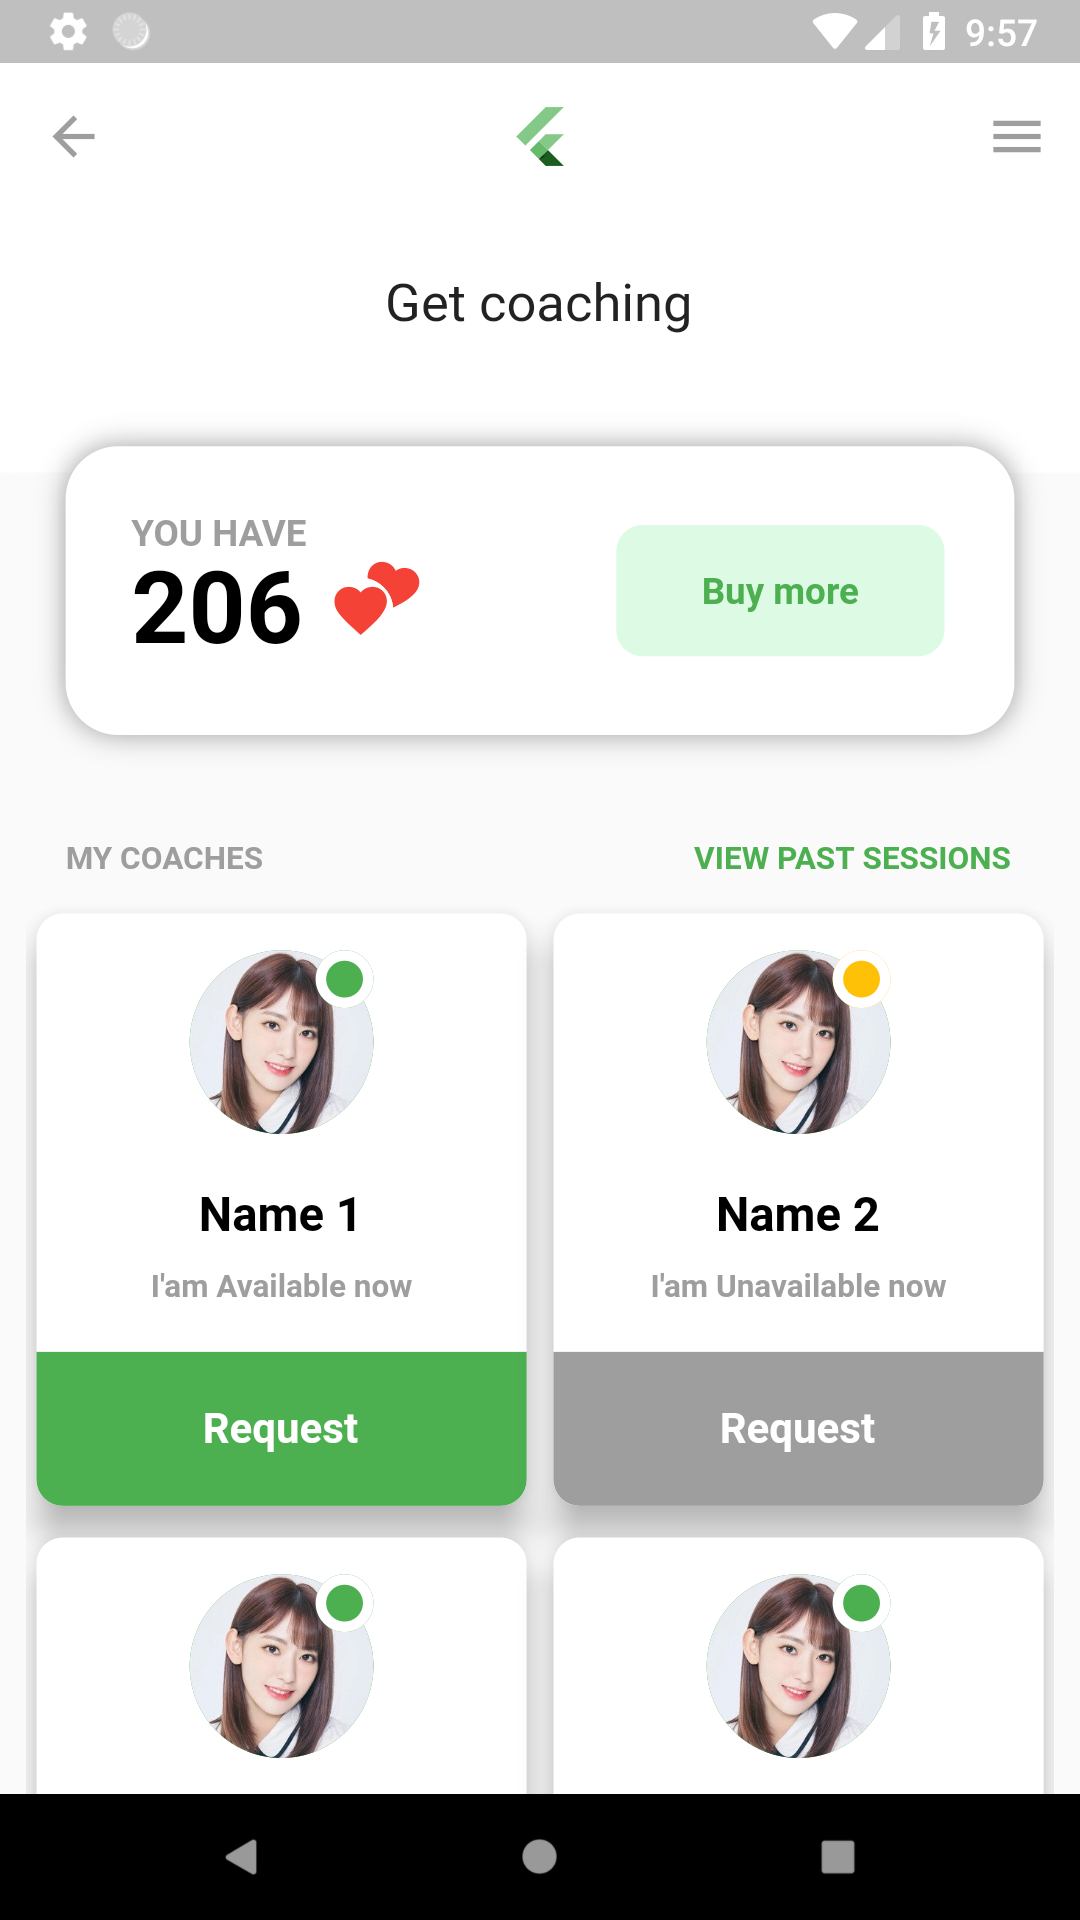 9:57
Get coaching
YOU HAVE
206
Buy more
MY COACHES
VIEW PAST SESSIONS
Name 1
Name 2
I'am Available now
I'am Unavailable now
Request
Request